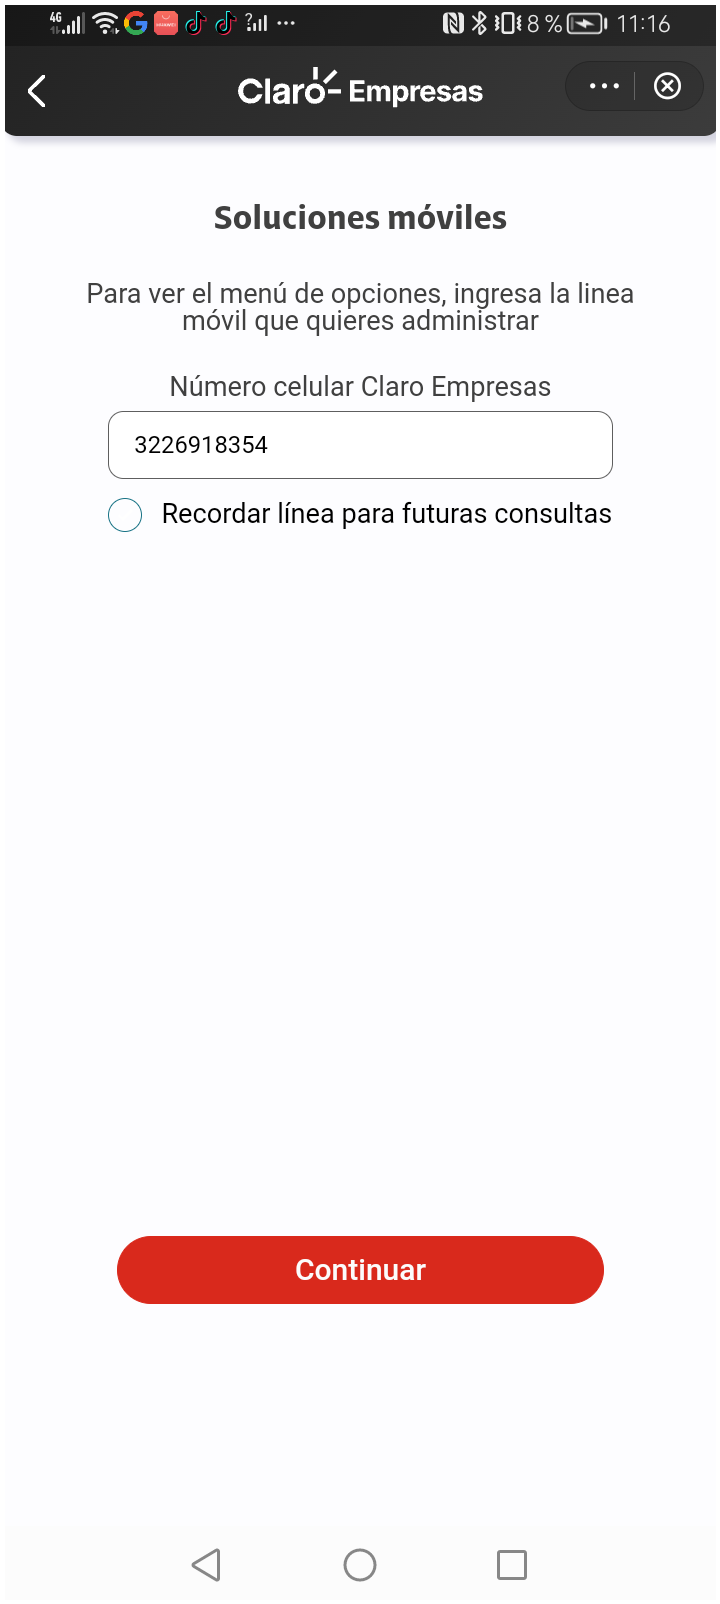 4G ? ... 8 % 11:16
Claro- Empresas
Soluciones móviles
Para ver el menú de opciones, ingresa la linea
móvil que quieres administrar
Número celular Claro Empresas
3226918354
Recordar línea para futuras consultas
Continuar